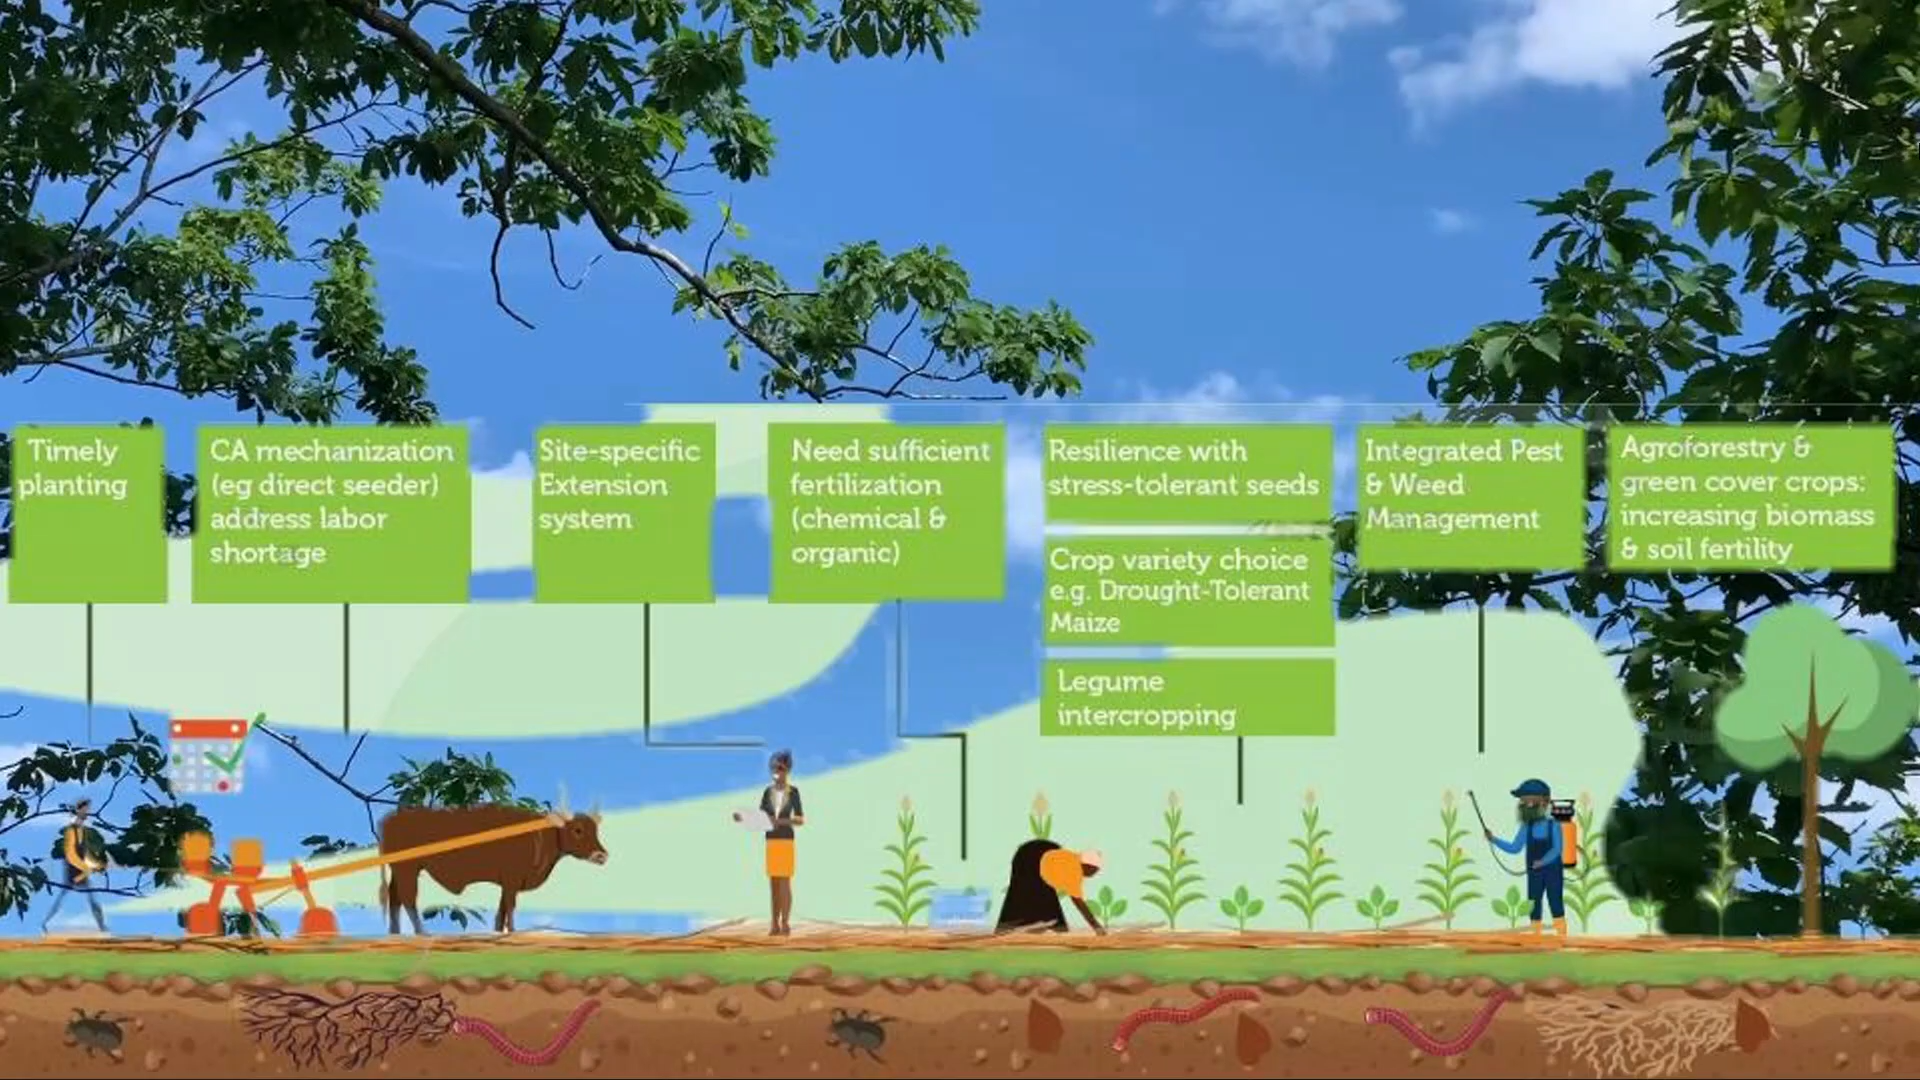 Timely
planting
CA mechanization
(eg direct seeder)
address labor
shortage
Site-specific
Extension
system
Need sufficient
fertilization
(chemical &
organic)
Resilience with
stress-tolerant seeds
Crop variety choice
e.g. Drought-Tolerant
Maize
Legume
intercropping
Integrated Pest
& Weed
Management
Agroforestry &
green cover crops:
increasing biomass
& soil fertility